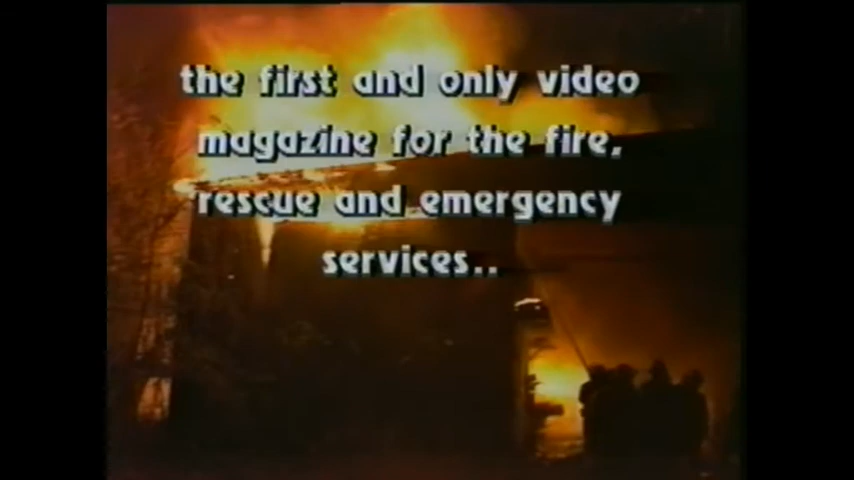 the first and only video
magazine for the fire,
rescue and emergency
services..